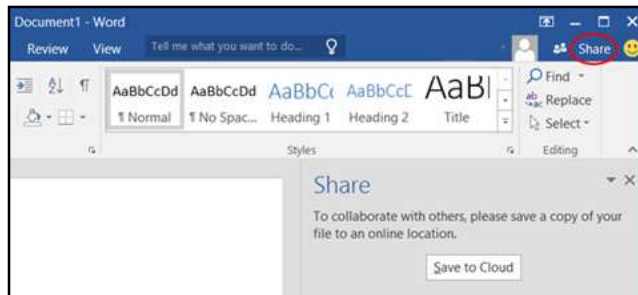 Document1 - Word
Review View Tell me what you want to do... Share
AaBbCcDd AaBbCcDd AaBbCc AaBbCcE AaB
¶ Normal ¶ No Spac... Heading 1 Heading 2 Title
Find
Replace
Select
Styles Editing
Share
To collaborate with others, please save a copy of your
file to an online location.
Save to Cloud